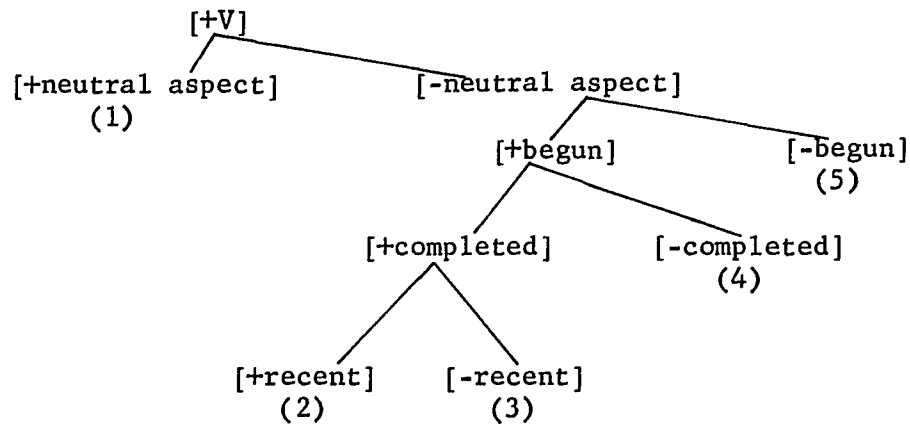 [+V]
[+neutral aspect] [-neutral aspect]
(1)
[+begun] [-begun]
(5)
[+completed] [-completed]
(4)
[+recent] [-recent]
(2) (3)